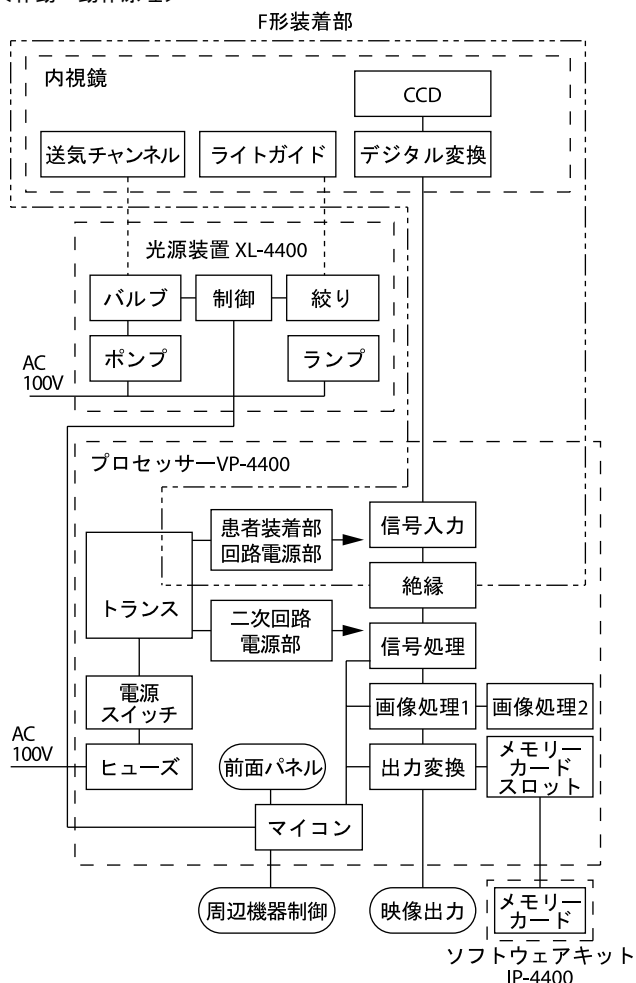 F形装着部
内視鏡
CCD
送気チャンネル
ライトガイド
デジタル変換
光源装置 XL-4400
バルブ
制御
絞り
AC
100V
ポンプ
ランプ
プロセッサーVP-4400
患者装着部
回路電源部
信号入力
絶縁
トランス
二次回路
電源部
信号処理
電源
スイッチ
画像処理1
画像処理2
AC
100V
ヒューズ
前面パネル
出力変換
メモリー
カード
スロット
マイコン
周辺機器制御
映像出力
メモリー
カード
ソフトウェアキット
IP-4400